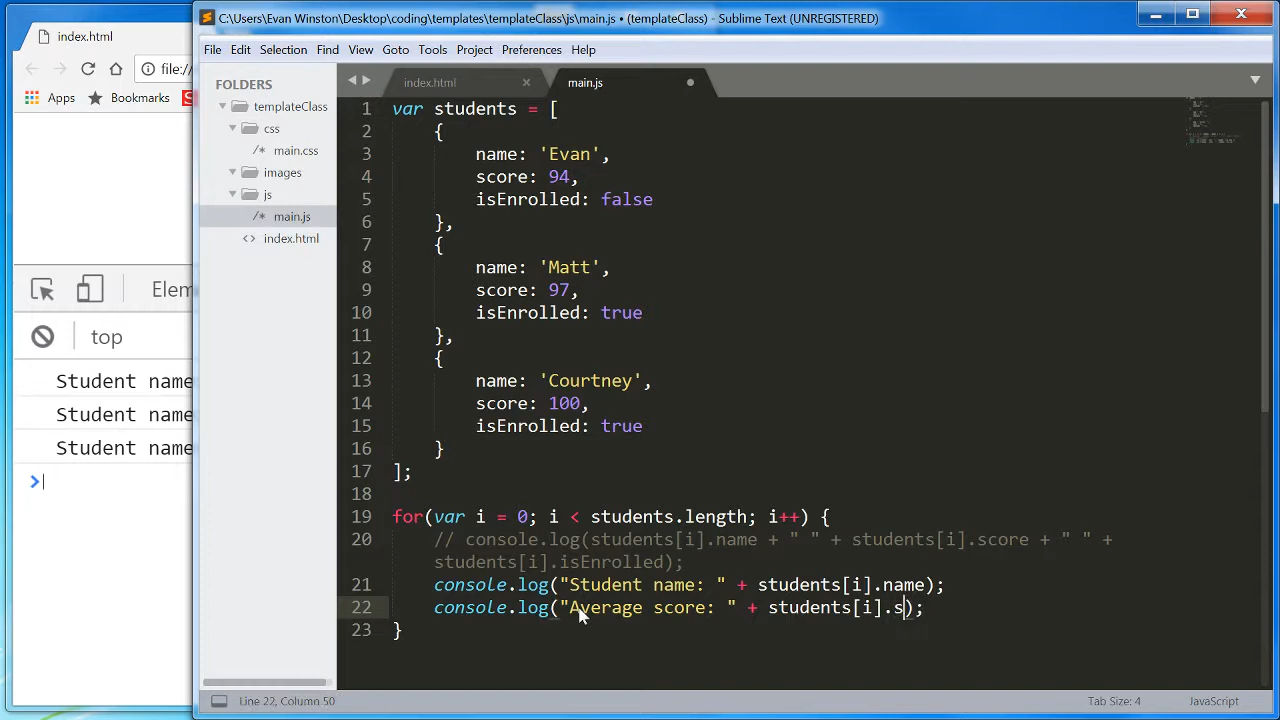 index.html
file://
Apps
Bookmarks
top
Student name
Student name
Student name
>
C:\Users\Evan Winston\Desktop\coding\templates\templateClass\js\main.js • (templateClass) - Sublime Text (UNREGISTERED)
File Edit Selection Find View Goto Tools Project Preferences Help
FOLDERS
templateClass
css
/* main.css
images
js
/* main.js
<> index.html
index.html × main.js
1 var students = [
2 {
3 name: 'Evan',
4 score: 94,
5 isEnrolled: false
6 },
7 {
8 name: 'Matt',
9 score: 97,
10 isEnrolled: true
11 },
12 {
13 name: 'Courtney',
14 score: 100,
15 isEnrolled: true
16 }
17 ];
18
19 for(var i = 0; i < students.length; i++) {
20 // console.log(students[i].name + " " + students[i].score + " " +
students[i].isEnrolled);
21 console.log("Student name: " + students[i].name);
22 console.log("Average score: " + students[i].s);
23 }
Line 22, Column 50 Tab Size: 4 JavaScript